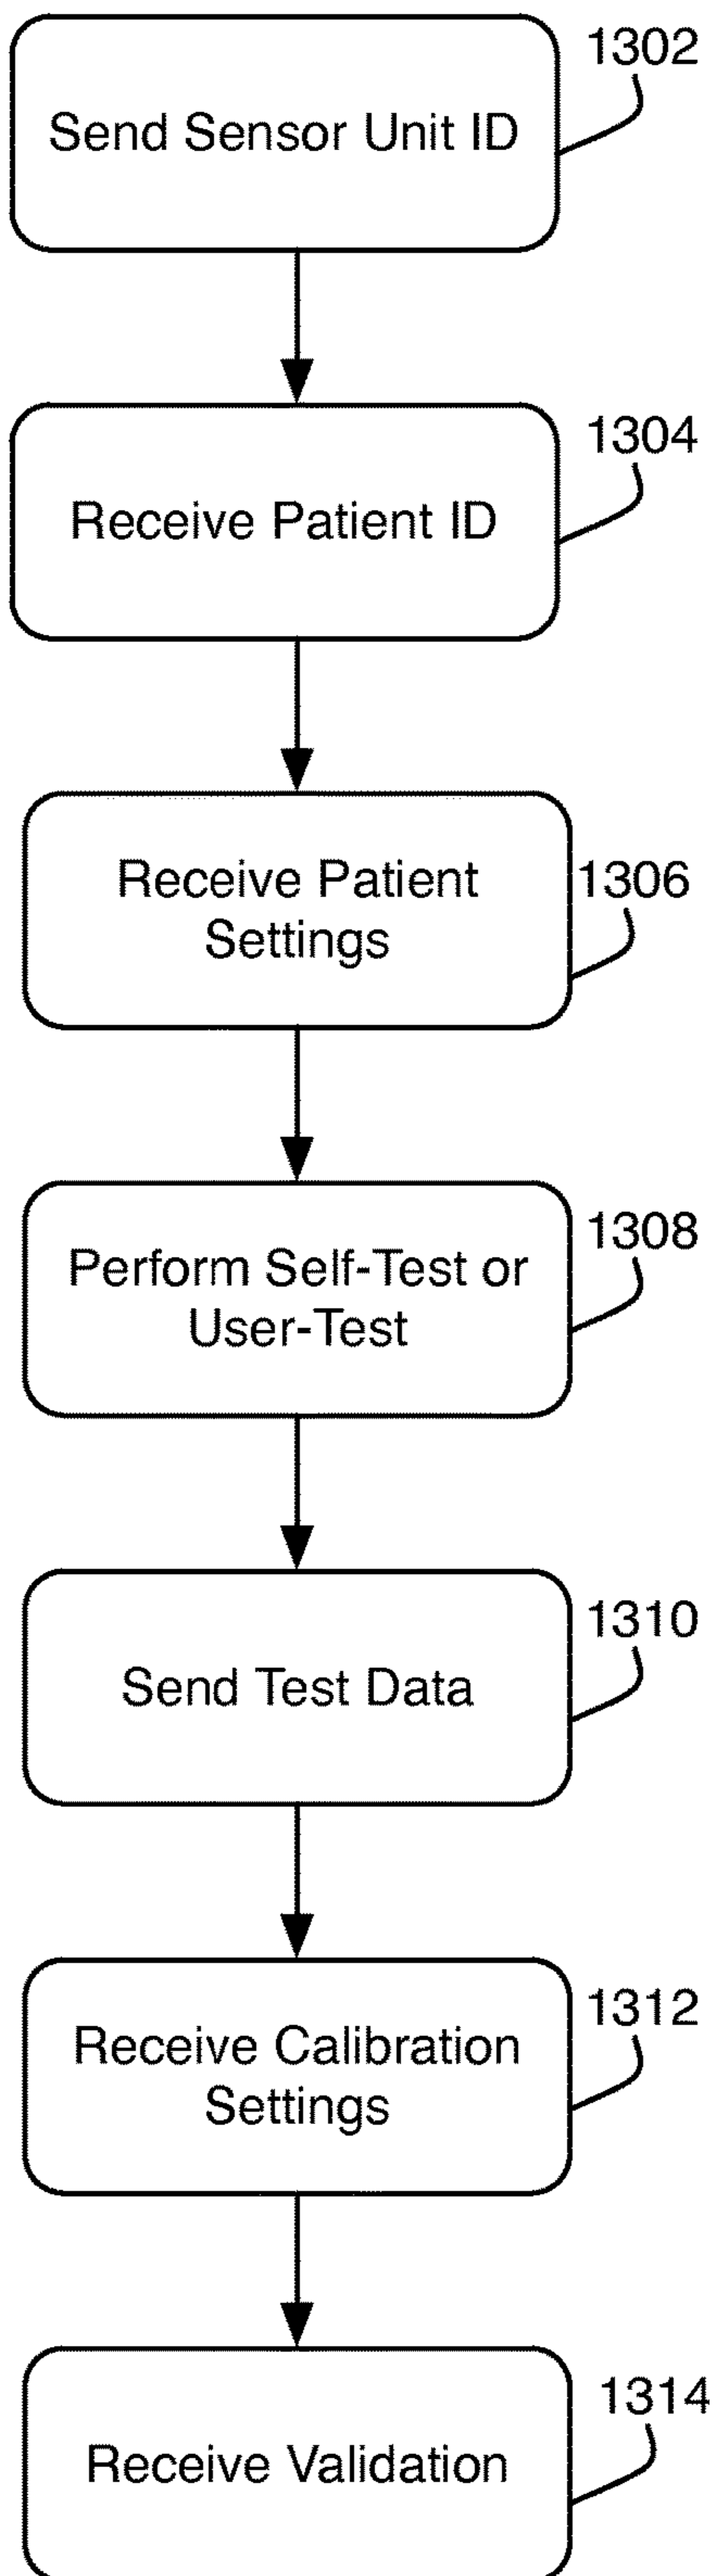 1302
Send Sensor Unit ID
1304
Receive Patient ID
1306
Receive Patient
Settings
1308
Perform Self-Test or
User-Test
1310
Send Test Data
1312
Receive Calibration
Settings
1314
Receive Validation